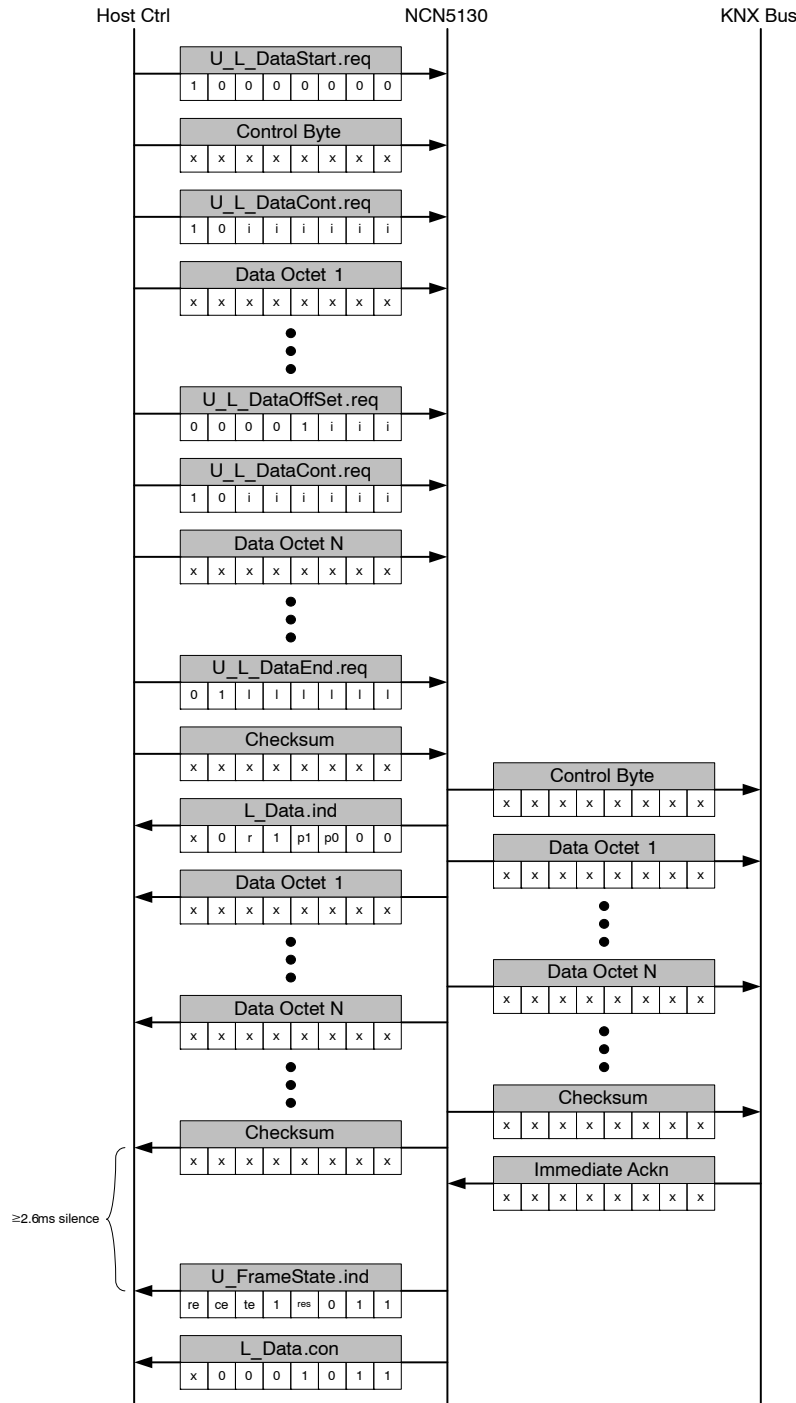 Host Ctrl NCN5130 KNX Bus
U_L_DataStart.req
1 0 0 0 0 0 0 0
Control Byte
x x x x x x x x
U_L_DataCont.req
1 0 i i i i i i
Data Octet 1
x x x x x x x x
U_L_DataOffSet.req
0 0 0 0 1 i i i
U_L_DataCont.req
1 0 i i i i i i
Data Octet N
x x x x x x x x
U_L_DataEnd.req
0 1 l l l l l l
Checksum
x x x x x x x x
Control Byte
x x x x x x x x
L_Data.ind
x 0 r 1 p1 p0 0 0
Data Octet 1
x x x x x x x x
Data Octet 1
x x x x x x x x
Data Octet N
x x x x x x x x
Data Octet N
x x x x x x x x
Checksum
x x x x x x x x
Checksum
x x x x x x x x
Immediate Ackn
x x x x x x x x
≥2.6ms silence
U_FrameState.ind
re ce te 1 res 0 1 1
L_Data.con
x 0 0 0 1 0 1 1